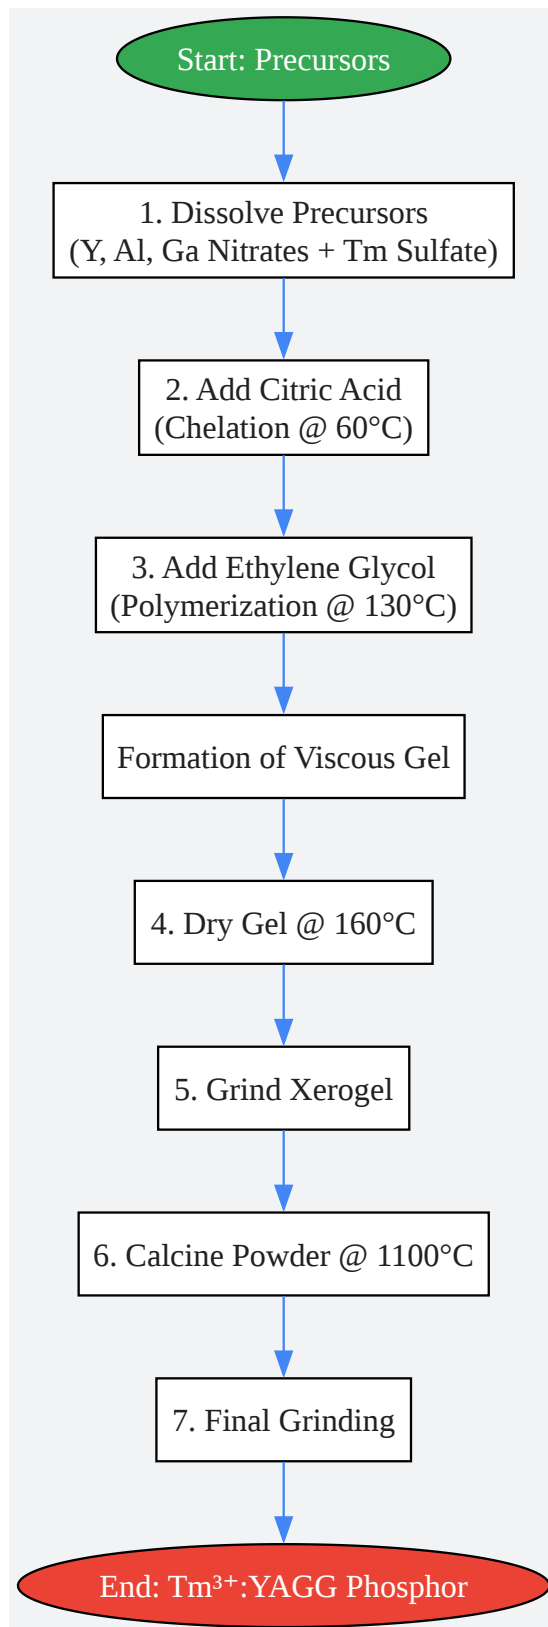 Start: Precursors
1. Dissolve Precursors
(Y, Al, Ga Nitrates + Tm Sulfate)
2. Add Citric Acid
(Chelation @ 60°C)
3. Add Ethylene Glycol
(Polymerization @ 130°C)
Formation of Viscous Gel
4. Dry Gel @ 160°C
5. Grind Xerogel
6. Calcine Powder @ 1100°C
7. Final Grinding
End: Tm³⁺:YAGG Phosphor